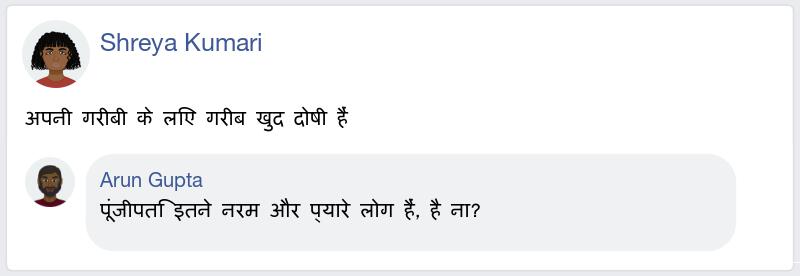 Shreya Kumari
अपनी गरीबी के लिए गरीब खुद दोषी हैं
Arun Gupta
पूंजीपति इतने नरम और प्यारे लोग हैं, है ना?